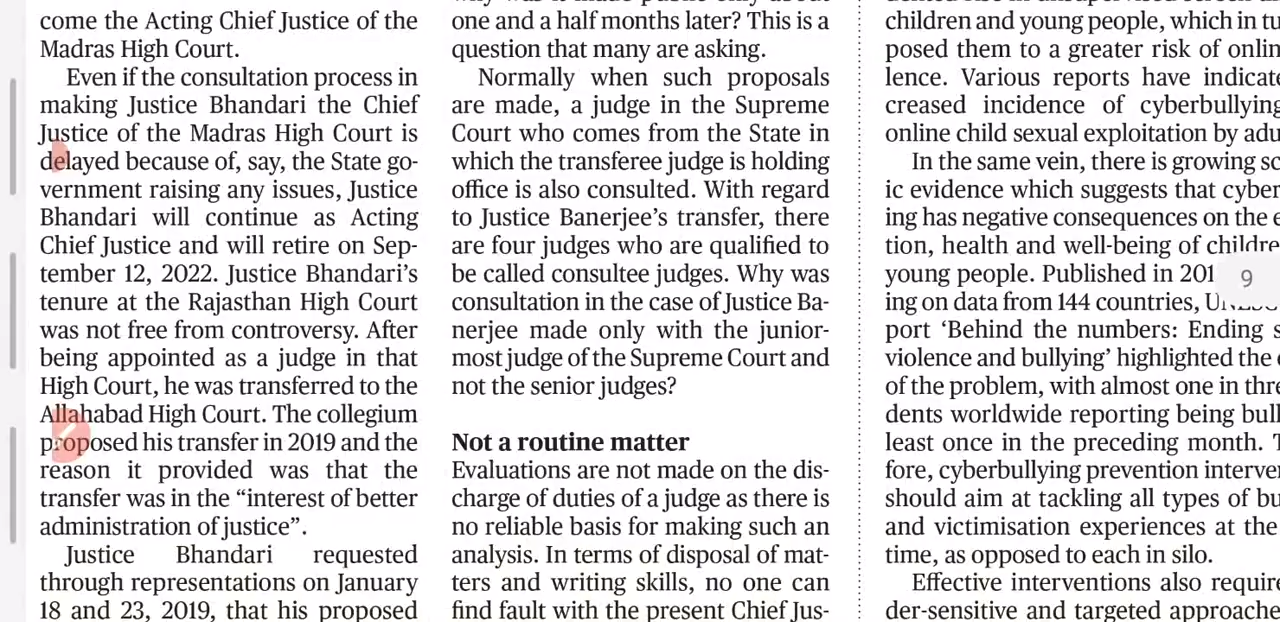 come the Acting Chief Justice of the
Madras High Court.
Even if the consultation process in
making Justice Bhandari the Chief
Justice of the Madras High Court is
delayed because of, say, the State go-
vernment raising any issues, Justice
Bhandari will continue as Acting
Chief Justice and will retire on Sep-
tember 12, 2022. Justice Bhandari's
tenure at the Rajasthan High Court
was not free from controversy. After
being appointed as a judge in that
High Court, he was transferred to the
Allahabad High Court. The collegium
proposed his transfer in 2019 and the
reason it provided was that the
transfer was in the “interest of better
administration of justice”.
Justice Bhandari requested
through representations on January
18 and 23, 2019, that his proposed
one and a half months later? This is a
question that many are asking.
Normally when such proposals
are made, a judge in the Supreme
Court who comes from the State in
which the transferee judge is holding
office is also consulted. With regard
to Justice Banerjee's transfer, there
are four judges who are qualified to
be called consultee judges. Why was
consultation in the case of Justice Ba-
nerjee made only with the junior-
most judge of the Supreme Court and
not the senior judges?
Not a routine matter
Evaluations are not made on the dis-
charge of duties of a judge as there is
no reliable basis for making such an
analysis. In terms of disposal of mat-
ters and writing skills, no one can
find fault with the present Chief Jus-
children and young people, which in tu
posed them to a greater risk of onlin
lence. Various reports have indicate
creased incidence of cyberbullying
online child sexual exploitation by adu
In the same vein, there is growing sc
ic evidence which suggests that cyber
ing has negative consequences on the e
tion, health and well-being of childre
young people. Published in 201
ing on data from 144 countries,
port ‘Behind the numbers: Ending s
violence and bullying’ highlighted the
of the problem, with almost one in thre
dents worldwide reporting being bull
least once in the preceding month. T
fore, cyberbullying prevention interven
should aim at tackling all types of bu
and victimisation experiences at the
time, as opposed to each in silo.
Effective interventions also require
der-sensitive and targeted approache
9